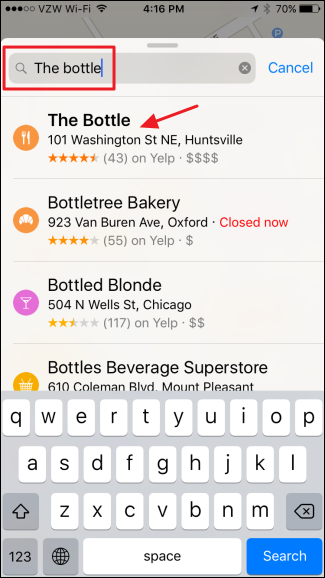 VZW Wi-Fi 4:16 PM 70%
The bottle Cancel
The Bottle
101 Washington St NE, Huntsville
(43) on Yelp · $$$$
Bottletree Bakery
923 Van Buren Ave, Oxford · Closed now
(55) on Yelp · $
Bottled Blonde
504 N Wells St, Chicago
(117) on Yelp · $$
Bottles Beverage Superstore
610 Coleman Blvd, Mount Pleasant
q w e r t y u i o p
a s d f g h j k l
z x c v b n m
123 space Search